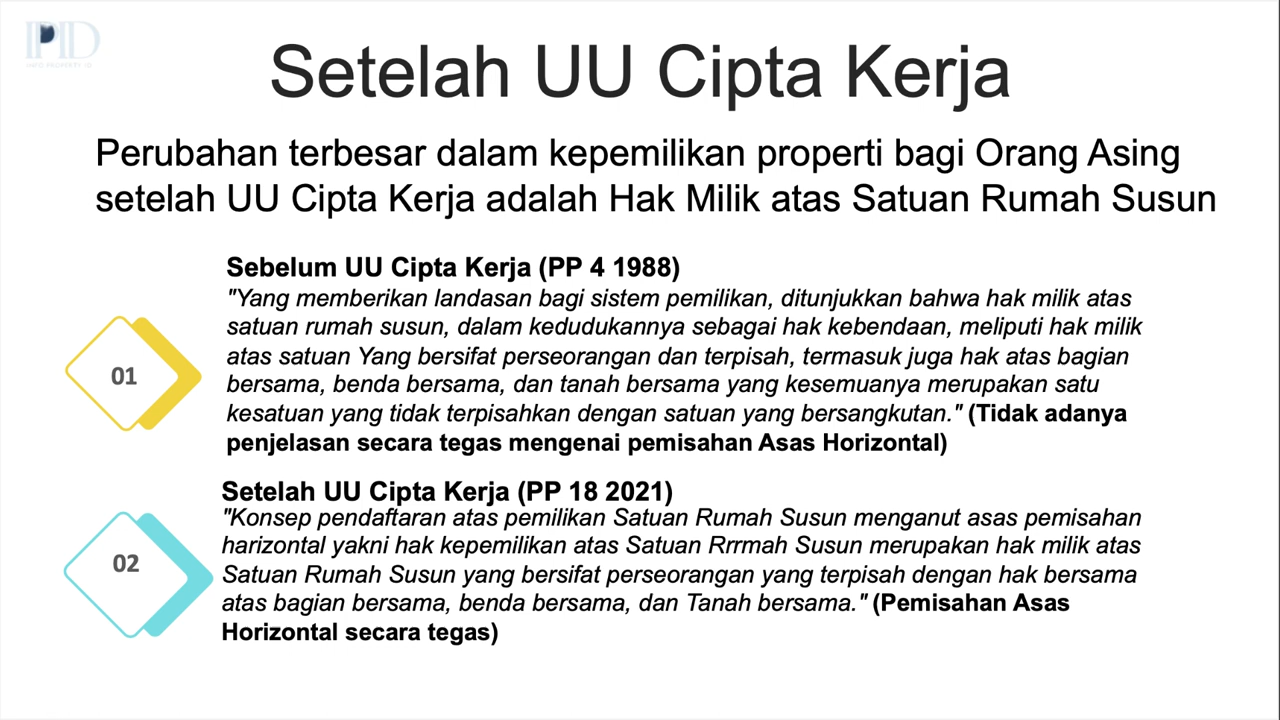 Setelah UU Cipta Kerja
Perubahan terbesar dalam kepemilikan properti bagi Orang Asing
setelah UU Cipta Kerja adalah Hak Milik atas Satuan Rumah Susun
Sebelum UU Cipta Kerja (PP 4 1988)
"Yang memberikan landasan bagi sistem pemilikan, ditunjukkan bahwa hak milik atas
satuan rumah susun, dalam kedudukannya sebagai hak kebendaan, meliputi hak milik
atas satuan Yang bersifat perseorangan dan terpisah, termasuk juga hak atas bagian
bersama, benda bersama, dan tanah bersama yang kesemuanya merupakan satu
kesatuan yang tidak terpisahkan dengan satuan yang bersangkutan." (Tidak adanya
penjelasan secara tegas mengenai pemisahan Asas Horizontal)
01
Setelah UU Cipta Kerja (PP 18 2021)
"Konsep pendaftaran atas pemilikan Satuan Rumah Susun menganut asas pemisahan
harizontal yakni hak kepemilikan atas Satuan Rrrmah Susun merupakan hak milik atas
Satuan Rumah Susun yang bersifat perseorangan yang terpisah dengan hak bersama
atas bagian bersama, benda bersama, dan Tanah bersama." (Pemisahan Asas
Horizontal secara tegas)
02